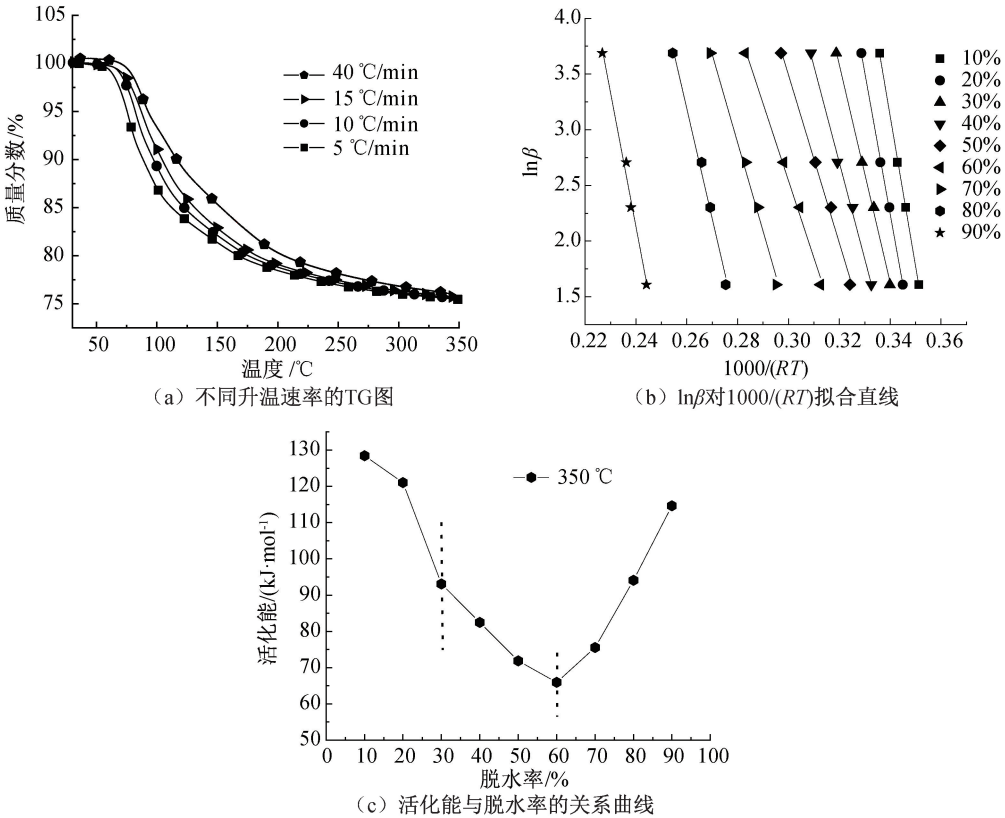 105
100
95
90
85
80
75
质量分数/%
40 ℃/min
15 ℃/min
10 ℃/min
5 ℃/min
50 100 150 200 250 300 350
温度 /℃
（a）不同升温速率的TG图
4.0
3.5
3.0
2.5
2.0
1.5
lnβ
10%
20%
30%
40%
50%
60%
70%
80%
90%
0.22 0.24 0.26 0.28 0.30 0.32 0.34 0.36
1000/(RT)
（b）lnβ对1000/(RT)拟合直线
130
120
110
100
90
80
70
60
50
活化能/(kJ·mol-1)
350 ℃
0 10 20 30 40 50 60 70 80 90 100
脱水率/%
（c）活化能与脱水率的关系曲线